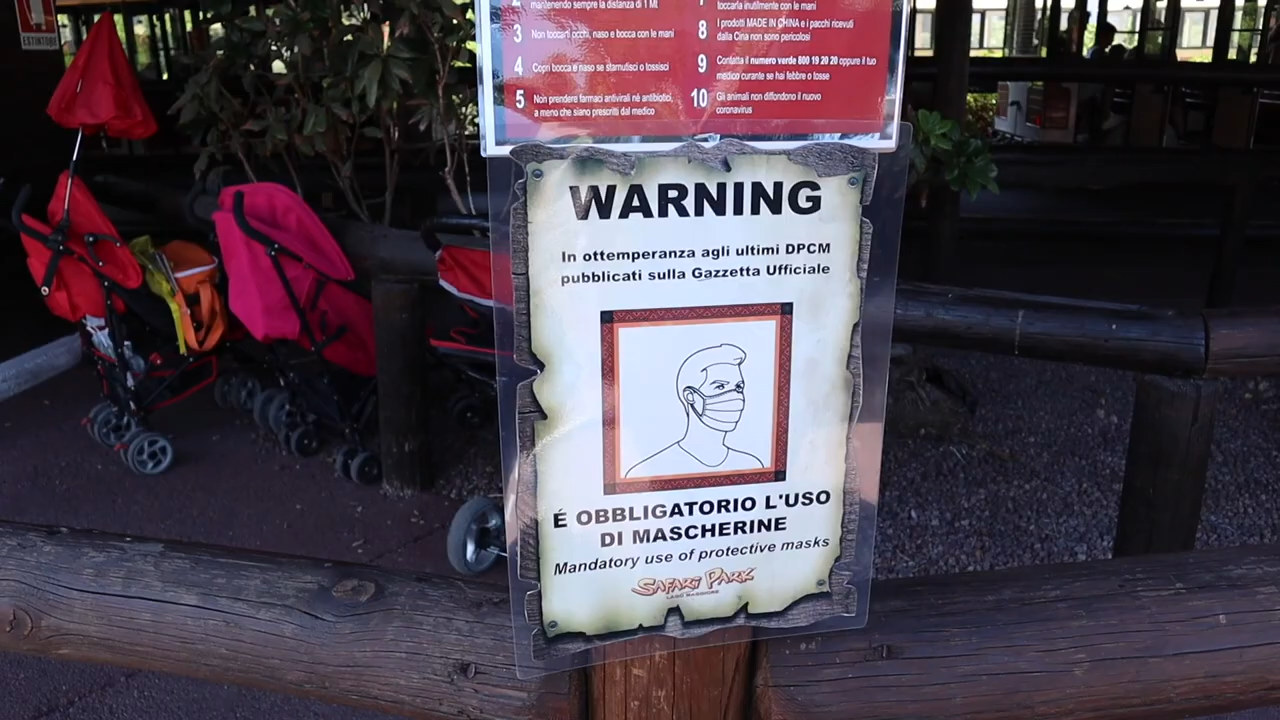 ESTINTORE
2 mantenendo sempre la distanza di 1 Mt
3 Non toccarti occhi, naso e bocca con le mani
4 Copri bocca e naso se starnutisci o tossisci
5 Non prendere farmaci antivirali né antibiotici,
a meno che siano prescritti dal medico
toccarla inutilmente con le mani
8 I prodotti MADE IN CHINA e i pacchi ricevuti
dalla Cina non sono pericolosi
9 Contatta il numero verde 800 19 20 20 oppure il tuo
medico curante se hai febbre o tosse
10 Gli animali non diffondono il nuovo
coronavirus
WARNING
In ottemperanza agli ultimi DPCM
pubblicati sulla Gazzetta Ufficiale
É OBBLIGATORIO L'USO
DI MASCHERINE
Mandatory use of protective masks
SAFARI PARK
LAGO MAGGIORE